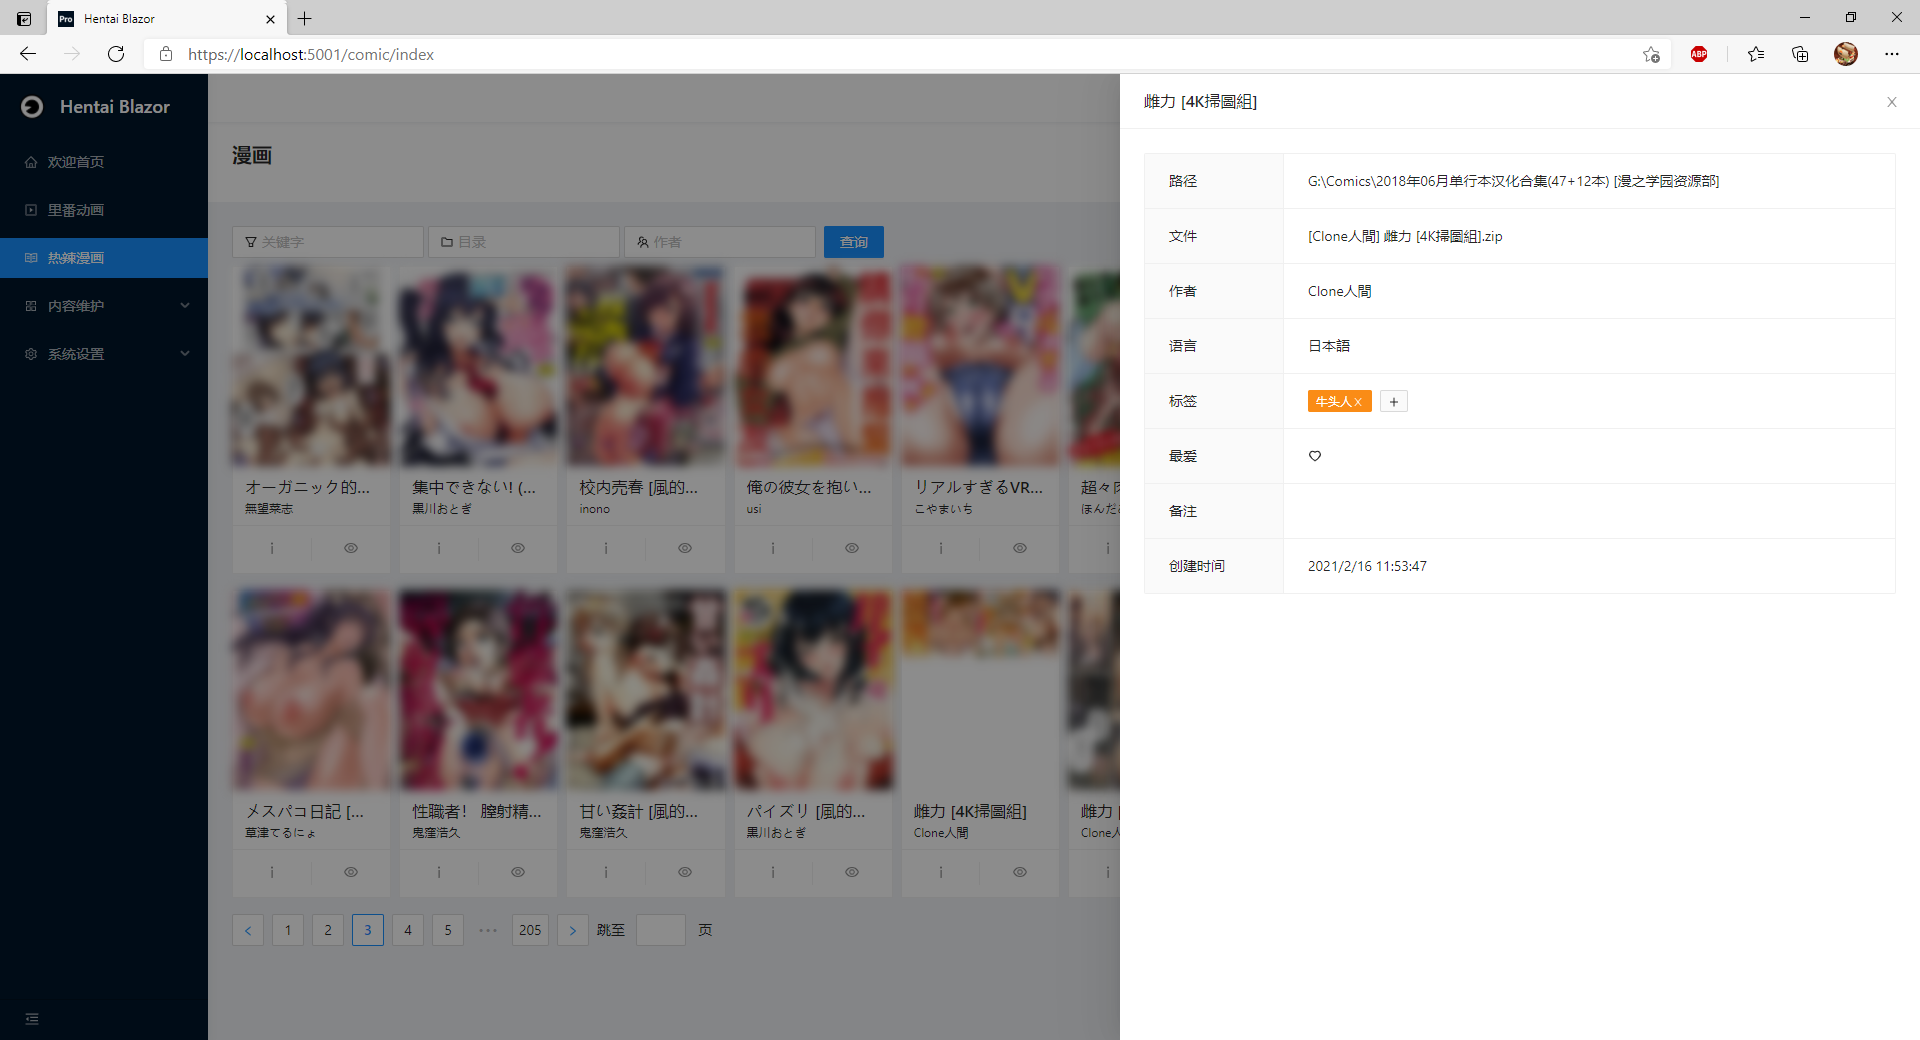 Hentai Blazor
https://localhost:5001/comic/index
ABP
Pro
Hentai Blazor
欢迎首页
里番动画
热辣漫画
内容维护
系统设置
漫画
关键字
目录
作者
查询
オーガニック的...
無望菜志
集中できない! (...
黒川おとぎ
校内売春 [風的...
inono
俺の彼女を抱い...
usi
リアルすぎるVR...
こやまいち
超々肉
ほんだ
メスパコ日記 [...
草津てるにょ
性職者! 膣射精...
鬼窪浩久
甘い姦計 [風的...
鬼窪浩久
パイズリ [風的...
黒川おとぎ
雌力 [4K掃圖組]
Clone人間
雌力 [
Clone人
1
2
3
4
5
•••
205
跳至
页
雌力 [4K掃圖組]
路径
G:\Comics\2018年06月单行本汉化合集(47+12本) [漫之学园资源部]
文件
[Clone人間] 雌力 [4K掃圖組].zip
作者
Clone人間
语言
日本語
标签
牛头人
最爱
备注
创建时间
2021/2/16 11:53:47